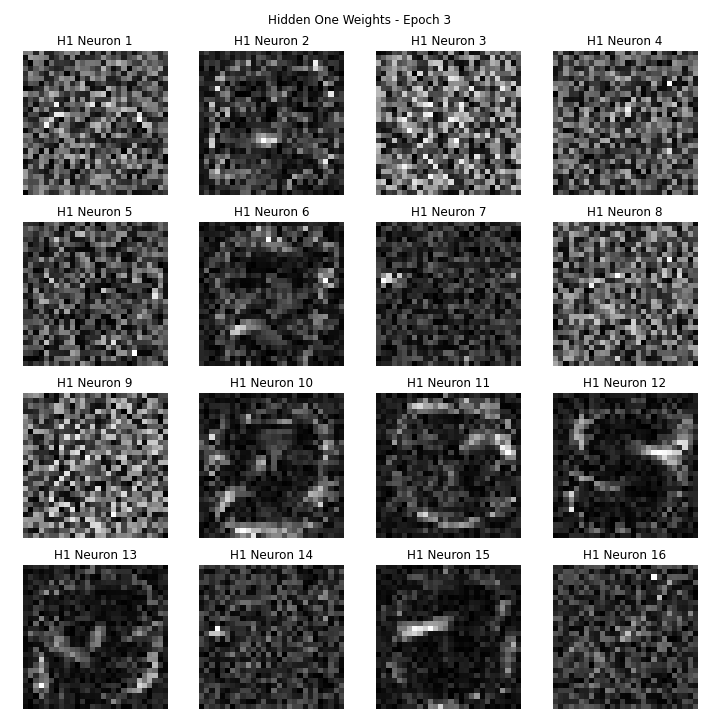 Hidden One Weights - Epoch 3
H1 Neuron 1 H1 Neuron 2 H1 Neuron 3 H1 Neuron 4
H1 Neuron 5 H1 Neuron 6 H1 Neuron 7 H1 Neuron 8
H1 Neuron 9 H1 Neuron 10 H1 Neuron 11 H1 Neuron 12
H1 Neuron 13 H1 Neuron 14 H1 Neuron 15 H1 Neuron 16